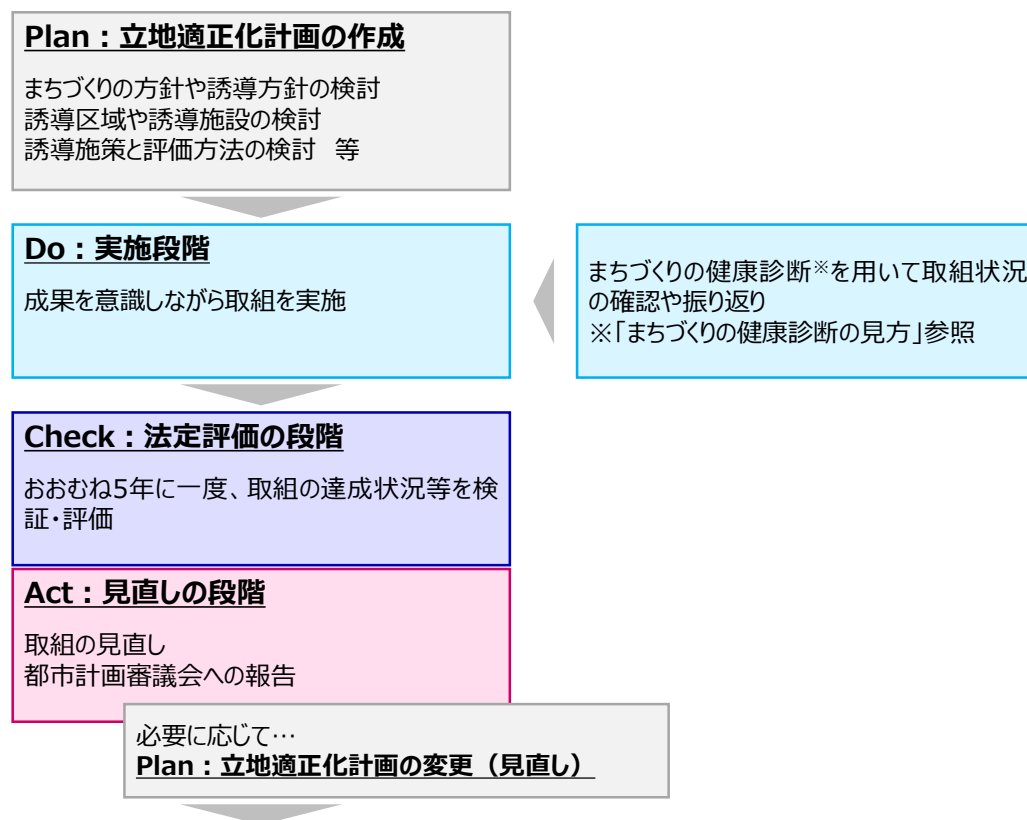 Plan：立地適正化計画の作成
まちづくりの方針や誘導方針の検討
誘導区域や誘導施設の検討
誘導施策と評価方法の検討　等
Do：実施段階
成果を意識しながら取組を実施
まちづくりの健康診断※を用いて取組状況
の確認や振り返り
※「まちづくりの健康診断の見方」参照
Check：法定評価の段階
おおむね5年に一度、取組の達成状況等を検
証・評価
Act：見直しの段階
取組の見直し
都市計画審議会への報告
必要に応じて…
Plan：立地適正化計画の変更（見直し）